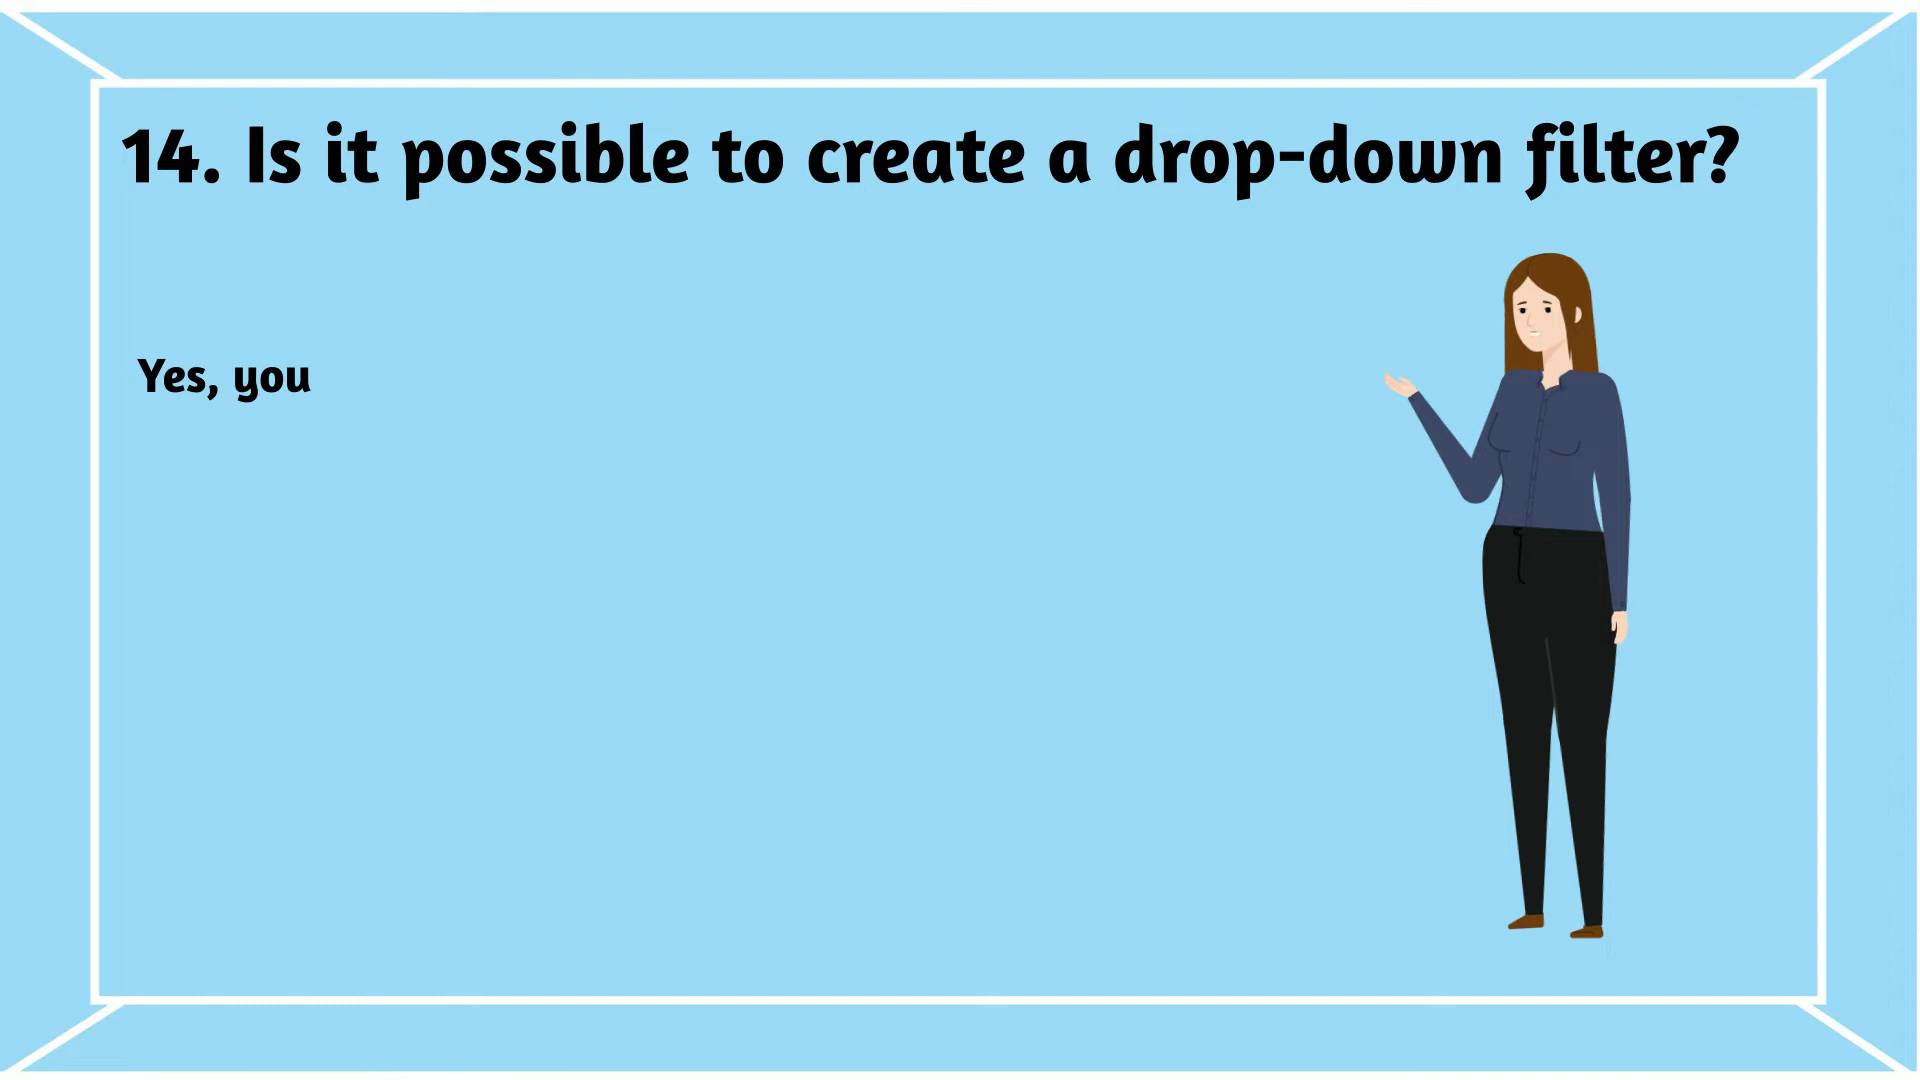 14. Is it possible to create a drop-down filter?
Yes, you